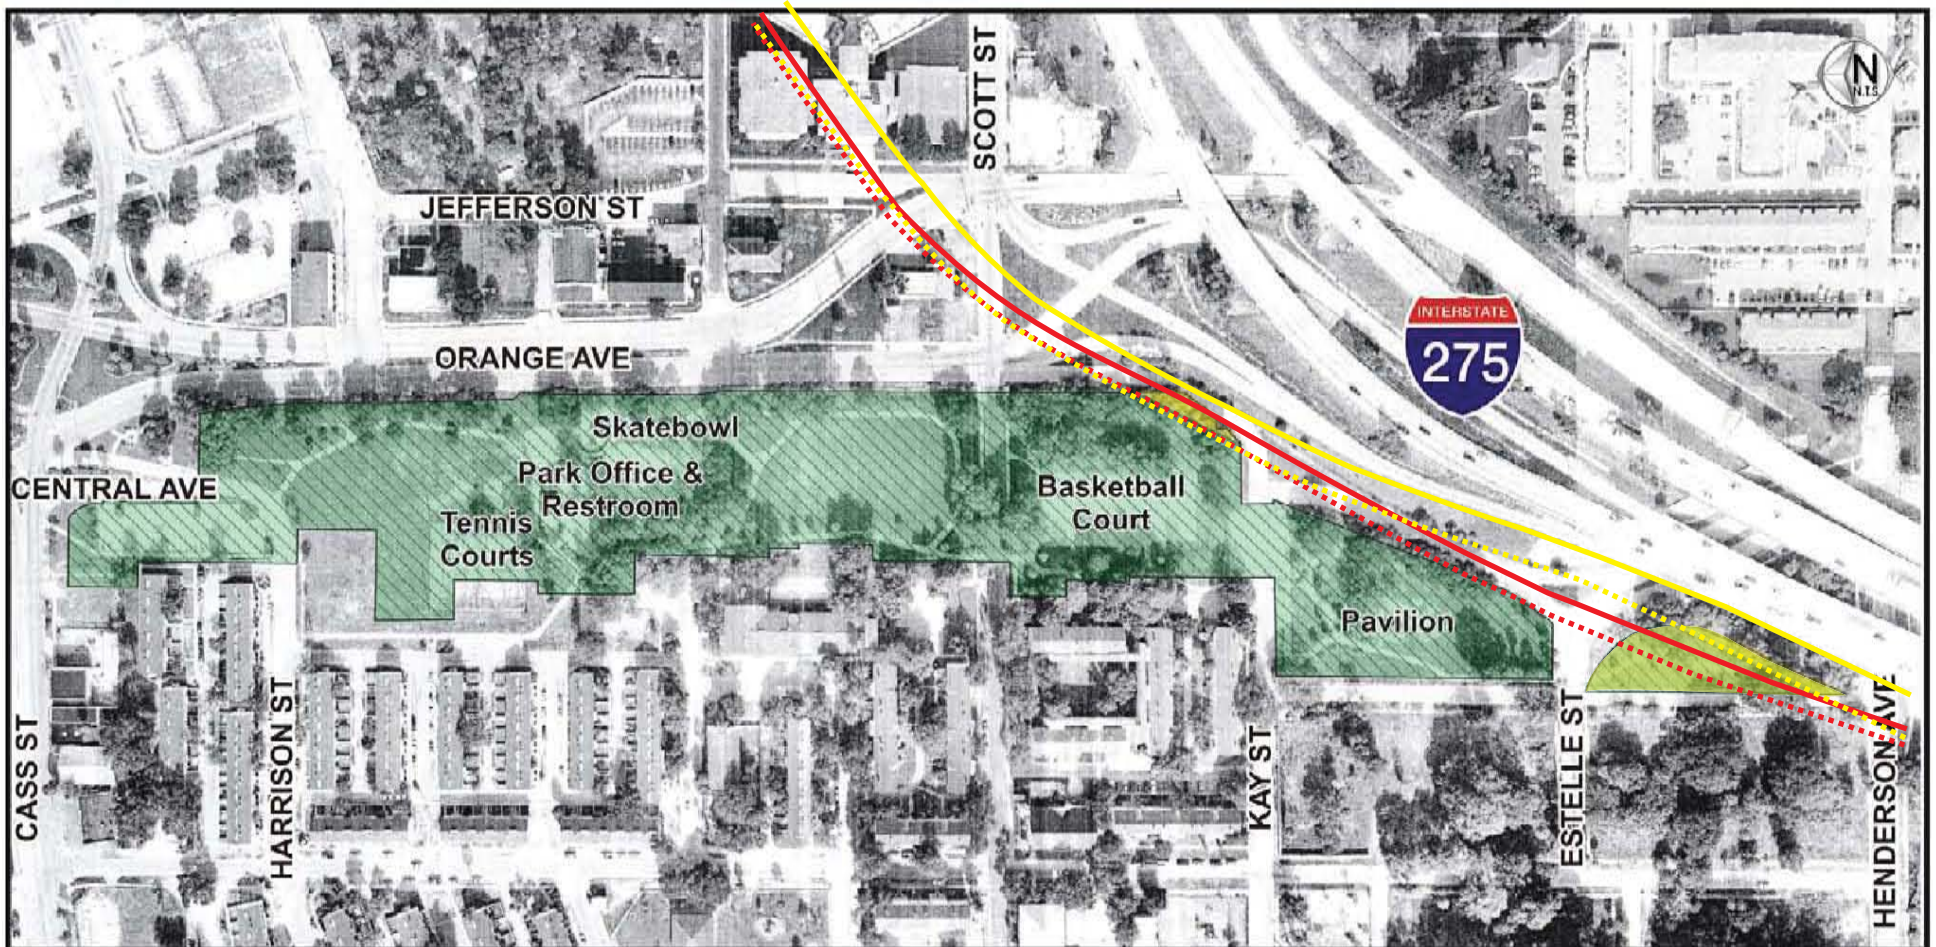 SCOTT ST
N
N.T.S.
JEFFERSON ST
INTERSTATE
275
ORANGE AVE
Skatebowl
Park Office &
Restroom
CENTRAL AVE
Basketball
Court
Tennis
Courts
Pavilion
CASS ST
HARRISON ST
KAY ST
ESTELLE ST
HENDERSON AVE